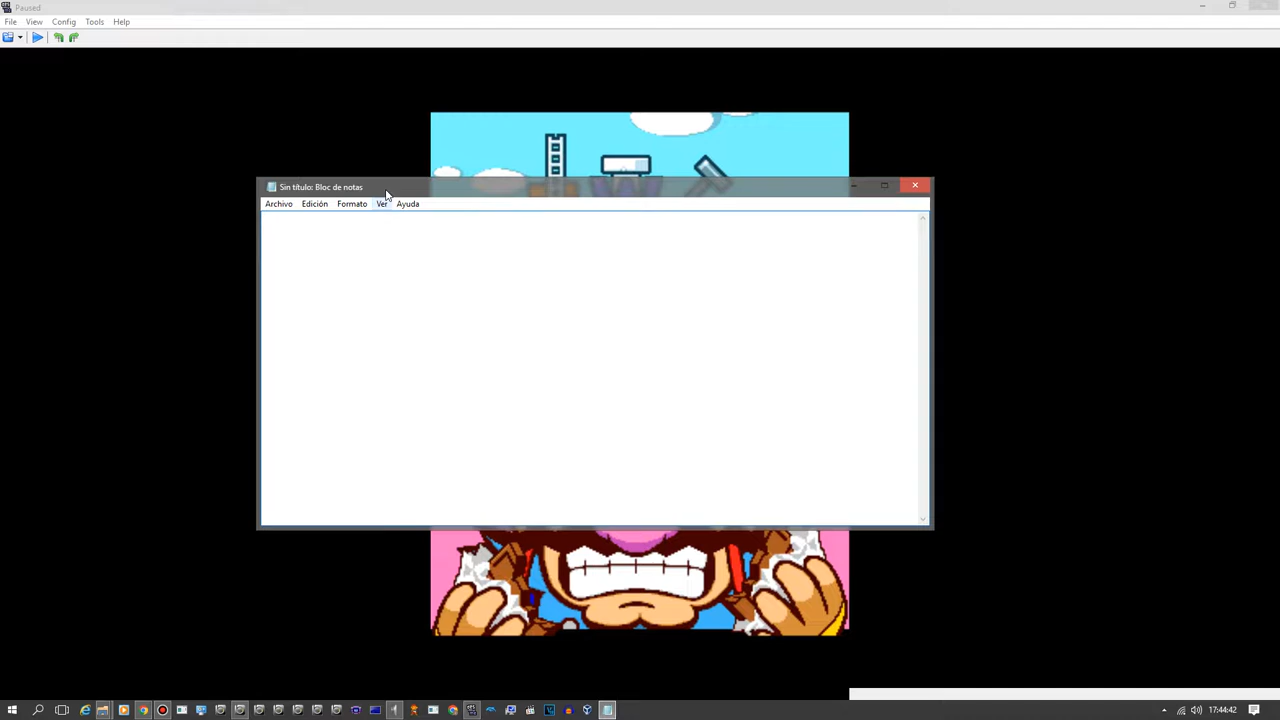 Paused
File View Config Tools Help
Sin título: Bloc de notas
Archivo Edición Formato Ver Ayuda
17:44:42